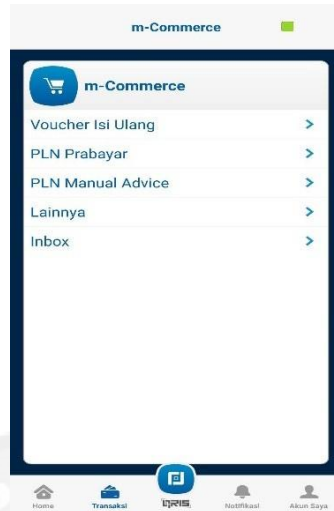 m-Commerce
m-Commerce
Voucher Isi Ulang
PLN Prabayar
PLN Manual Advice
Lainnya
Inbox
Home
Transaksi
QRIS
Notifikasi
Akun Saya